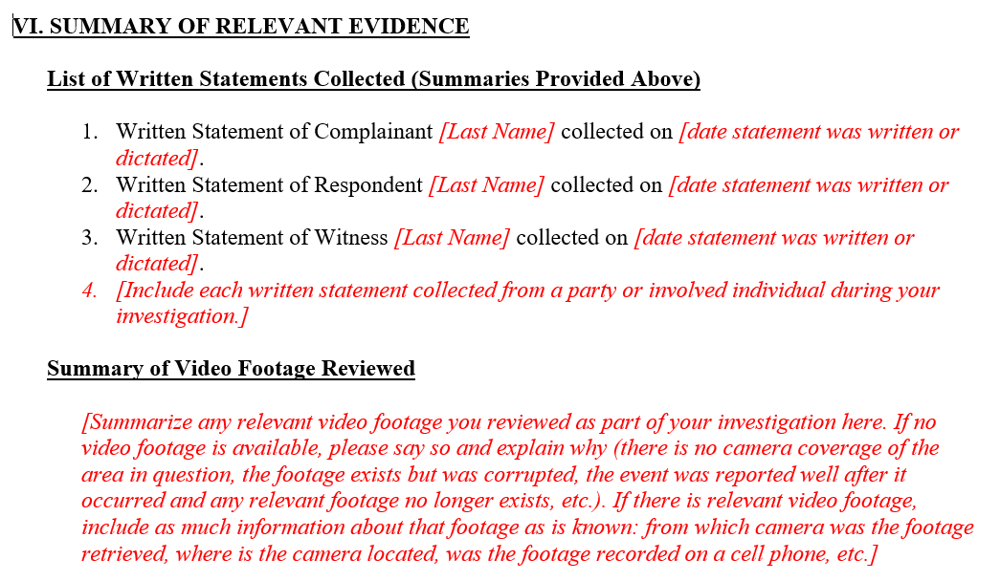 VI. SUMMARY OF RELEVANT EVIDENCE
List of Written Statements Collected (Summaries Provided Above)
1. Written Statement of Complainant [Last Name] collected on [date statement was written or
dictated].
2. Written Statement of Respondent [Last Name] collected on [date statement was written or
dictated].
3. Written Statement of Witness [Last Name] collected on [date statement was written or
dictated].
4. [Include each written statement collected from a party or involved individual during your
investigation.]
Summary of Video Footage Reviewed
[Summarize any relevant video footage you reviewed as part of your investigation here. If no
video footage is available, please say so and explain why (there is no camera coverage of the
area in question, the footage exists but was corrupted, the event was reported well after it
occurred and any relevant footage no longer exists, etc.). If there is relevant video footage,
include as much information about that footage as is known: from which camera was the footage
retrieved, where is the camera located, was the footage recorded on a cell phone, etc.]